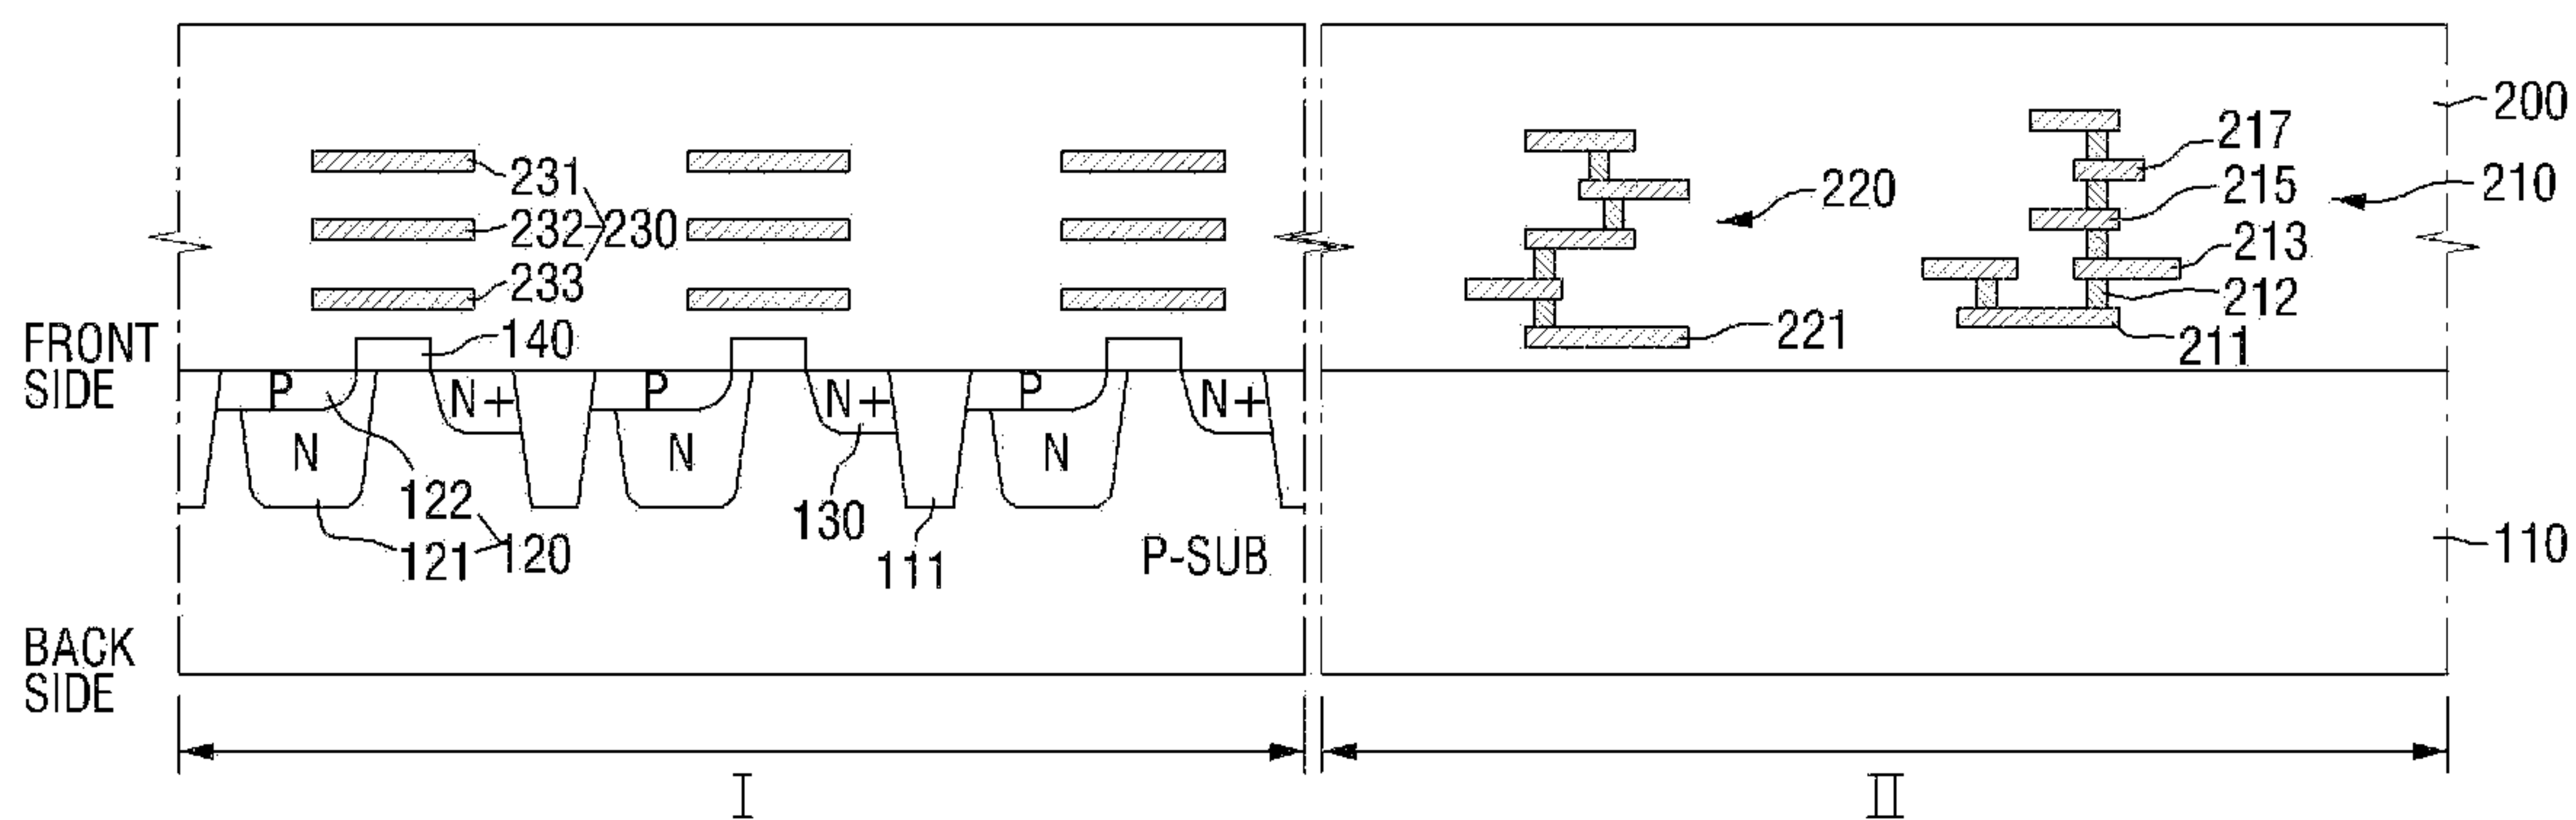 200
217
231
220
215
210
232
230
213
233
212
FRONT
SIDE
140
221
211
P
N+
P
N+
P
N+
N
N
N
122
130
121
120
111
P-SUB
110
BACK
SIDE
I
II